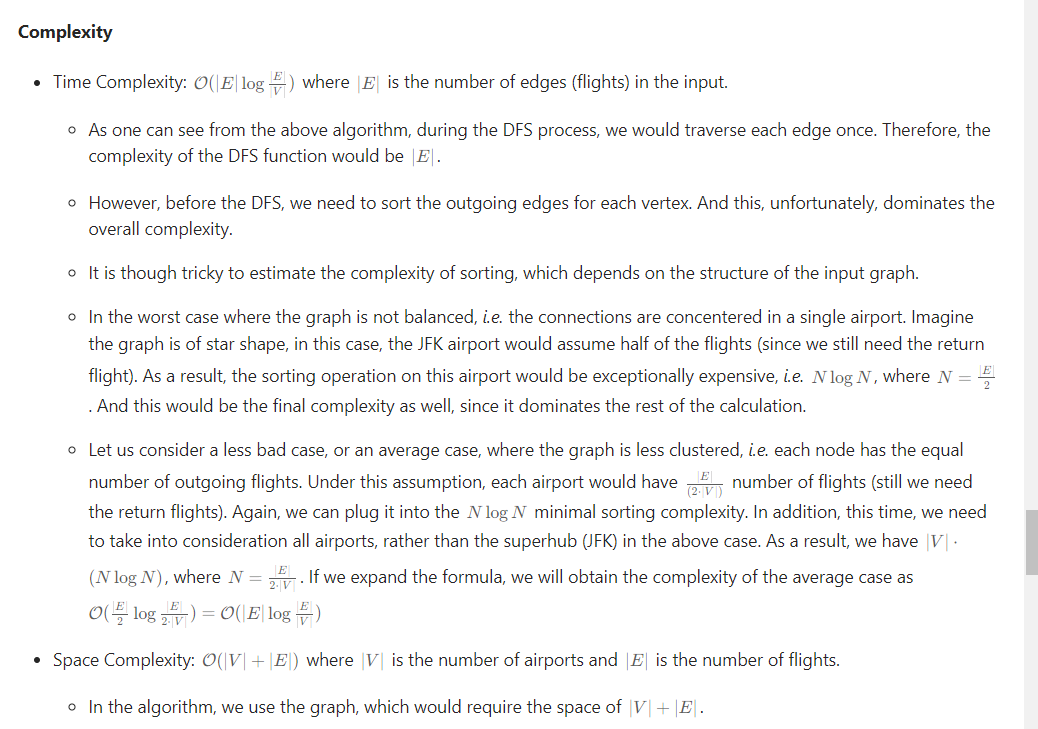 Complexity
• Time Complexity: O(|E| log |E|/|V|) where |E| is the number of edges (flights) in the input.
◦ As one can see from the above algorithm, during the DFS process, we would traverse each edge once. Therefore, the
complexity of the DFS function would be |E|.
◦ However, before the DFS, we need to sort the outgoing edges for each vertex. And this, unfortunately, dominates the
overall complexity.
◦ It is though tricky to estimate the complexity of sorting, which depends on the structure of the input graph.
◦ In the worst case where the graph is not balanced, i.e. the connections are concentered in a single airport. Imagine
the graph is of star shape, in this case, the JFK airport would assume half of the flights (since we still need the return
flight). As a result, the sorting operation on this airport would be exceptionally expensive, i.e. N log N, where N = |E|/2
. And this would be the final complexity as well, since it dominates the rest of the calculation.
◦ Let us consider a less bad case, or an average case, where the graph is less clustered, i.e. each node has the equal
number of outgoing flights. Under this assumption, each airport would have |E|/(2·|V|) number of flights (still we need
the return flights). Again, we can plug it into the N log N minimal sorting complexity. In addition, this time, we need
to take into consideration all airports, rather than the superhub (JFK) in the above case. As a result, we have |V| ·
(N log N), where N = |E|/2·|V|. If we expand the formula, we will obtain the complexity of the average case as
O(|E|/2 log |E|/2·|V|) = O(|E| log |E|/|V|)
• Space Complexity: O(|V| + |E|) where |V| is the number of airports and |E| is the number of flights.
◦ In the algorithm, we use the graph, which would require the space of |V| + |E|.